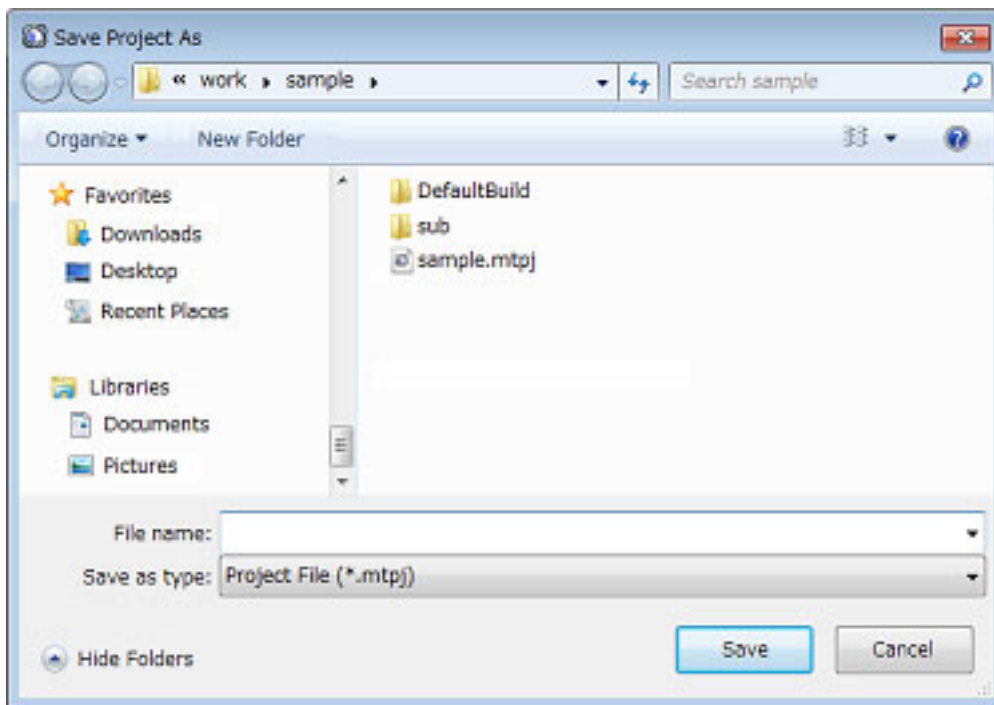 Save Project As
« work ▸ sample ▸ Search sample
Organize ▾ New Folder
Favorites
Downloads
Desktop
Recent Places
Libraries
Documents
Pictures
DefaultBuild
sub
sample.mtpj
File name:
Save as type: Project File (*.mtpj)
Hide Folders Save Cancel